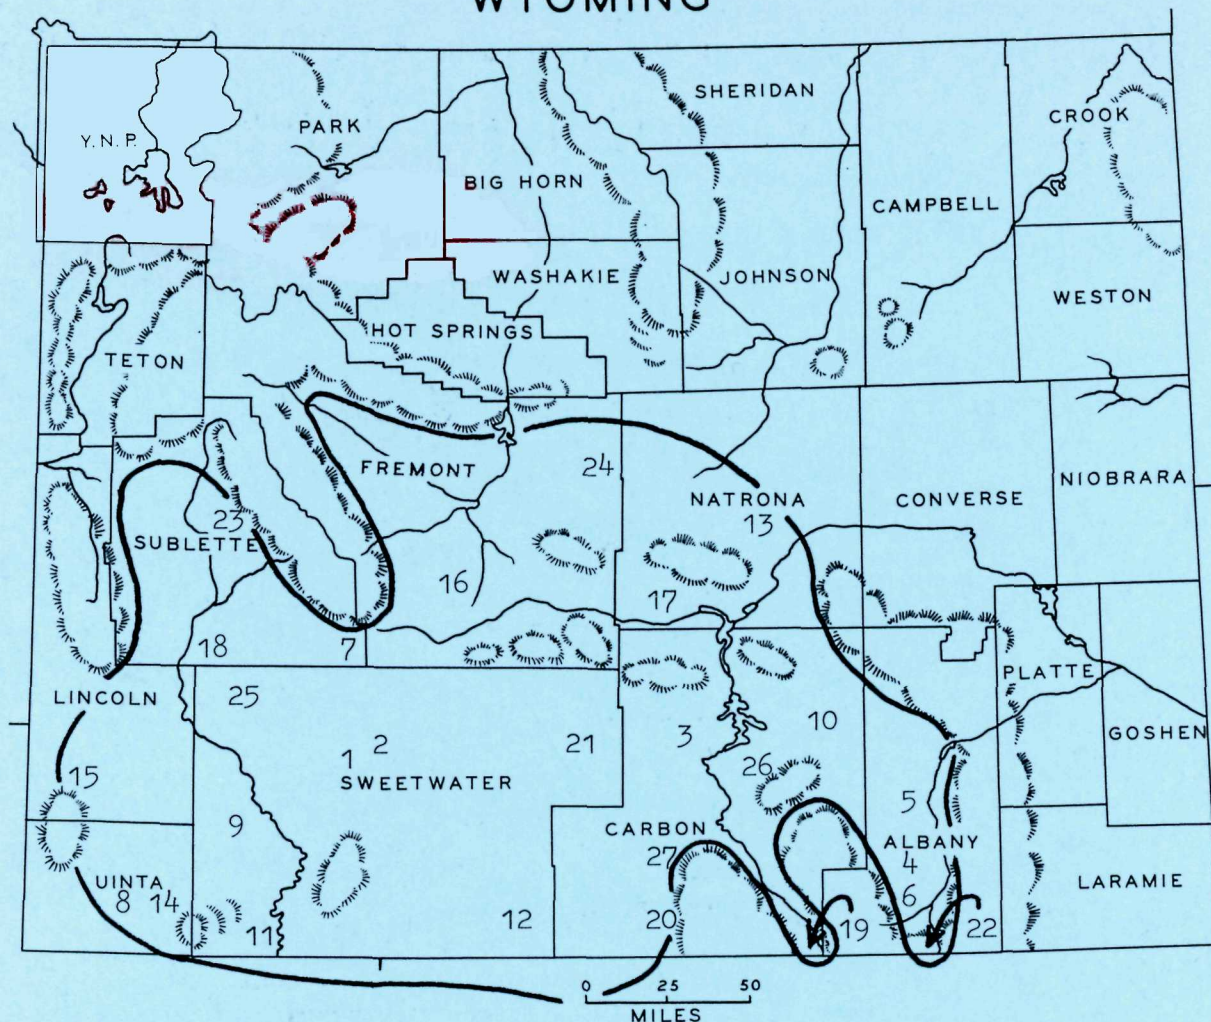 WYOMING
SHERIDAN
CROOK
PARK
Y. N. P.
BIG HORN
CAMPBELL
WASHAKIE
JOHNSON
WESTON
HOT SPRINGS
TETON
FREMONT
24
NIOBRARA
NATRONA
CONVERSE
13
23
SUBLETTE
16
17
18
7
PLATTE
LINCOLN
25
10
GOSHEN
3
21
1
2
SWEETWATER
26
15
5
9
CARBON
ALBANY
27
4
UINTA
LARAMIE
8
14
6
20
12
19
22
11
0
25
50
MILES